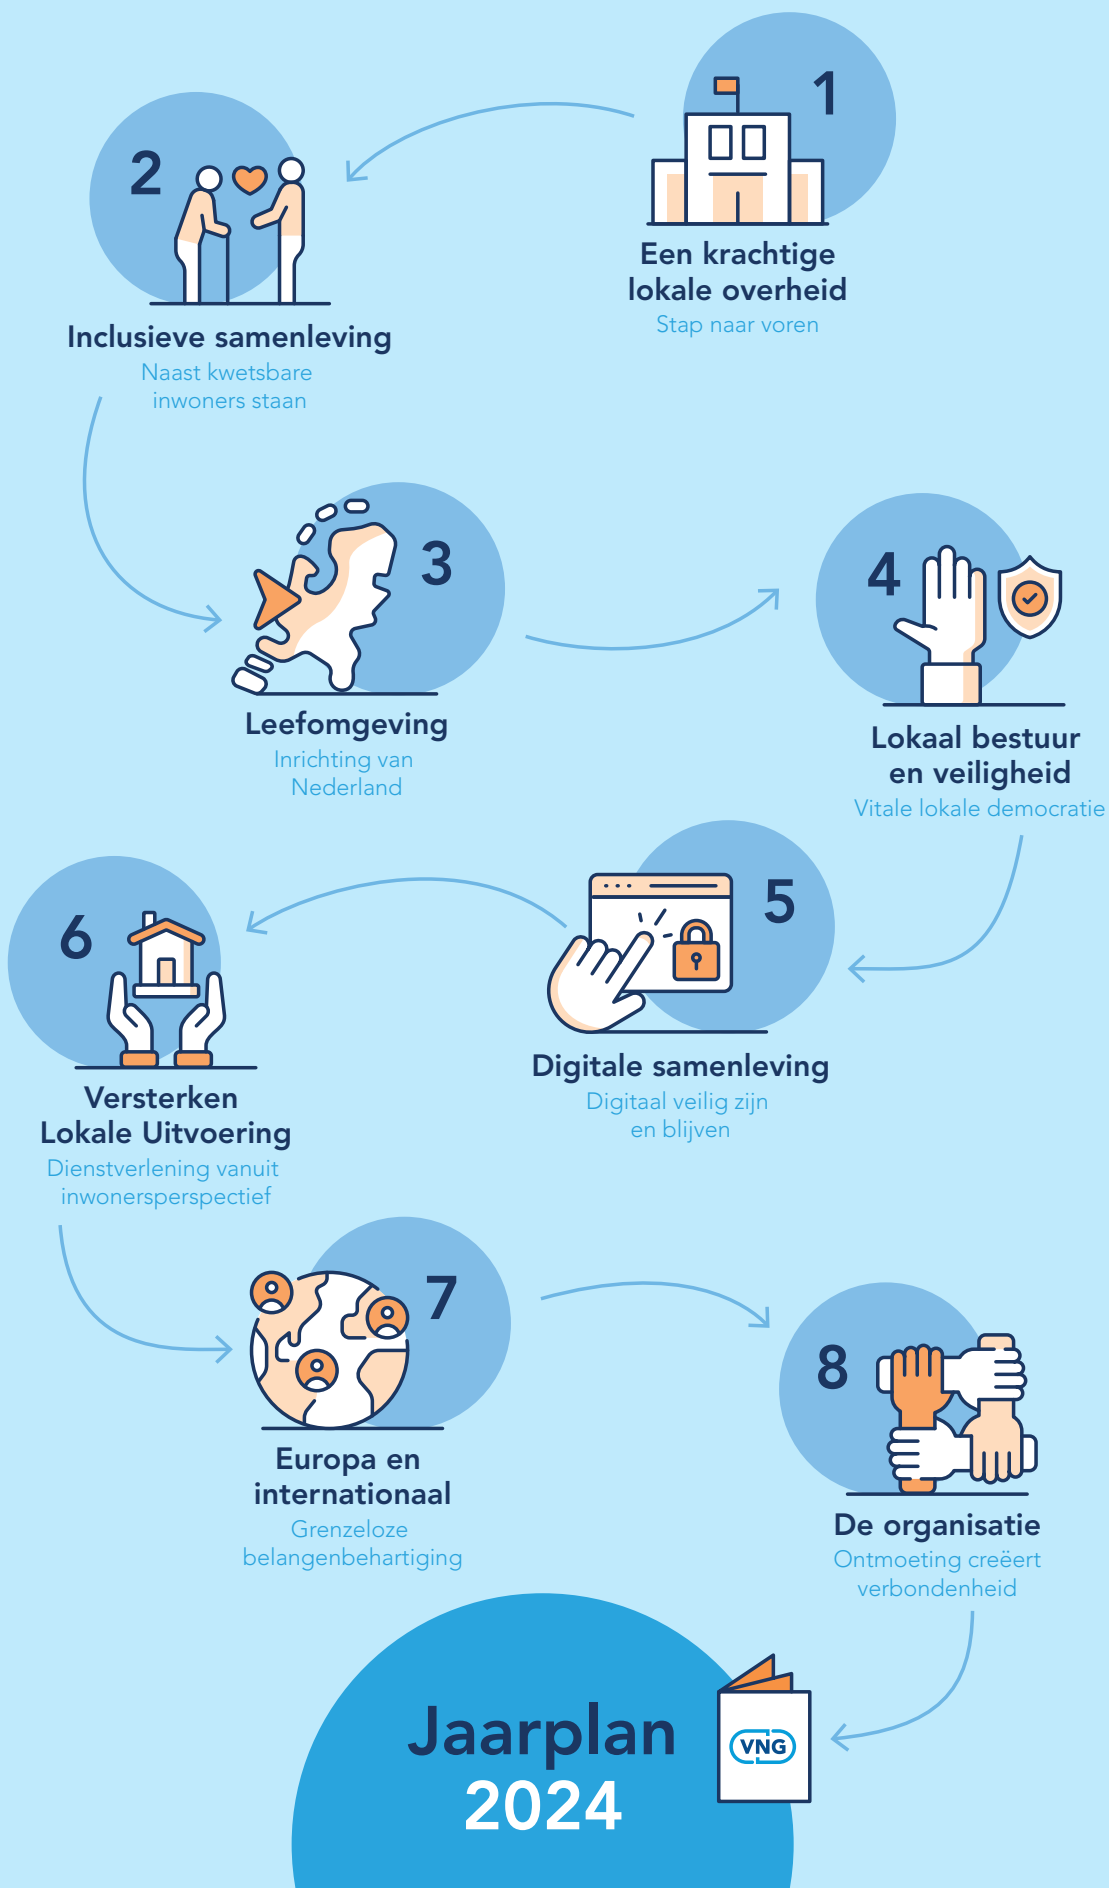 1
Een krachtige
lokale overheid
Stap naar voren
2
Inclusieve samenleving
Naast kwetsbare
inwoners staan
3
Leefomgeving
Inrichting van
Nederland
4
Lokaal bestuur
en veiligheid
Vitale lokale democratie
5
Digitale samenleving
Digitaal veilig zijn
en blijven
6
Versterken
Lokale Uitvoering
Dienstverlening vanuit
inwonersperspectief
7
Europa en
internationaal
Grenzeloze
belangenbehartiging
8
De organisatie
Ontmoeting creëert
verbondenheid
Jaarplan
2024
VNG